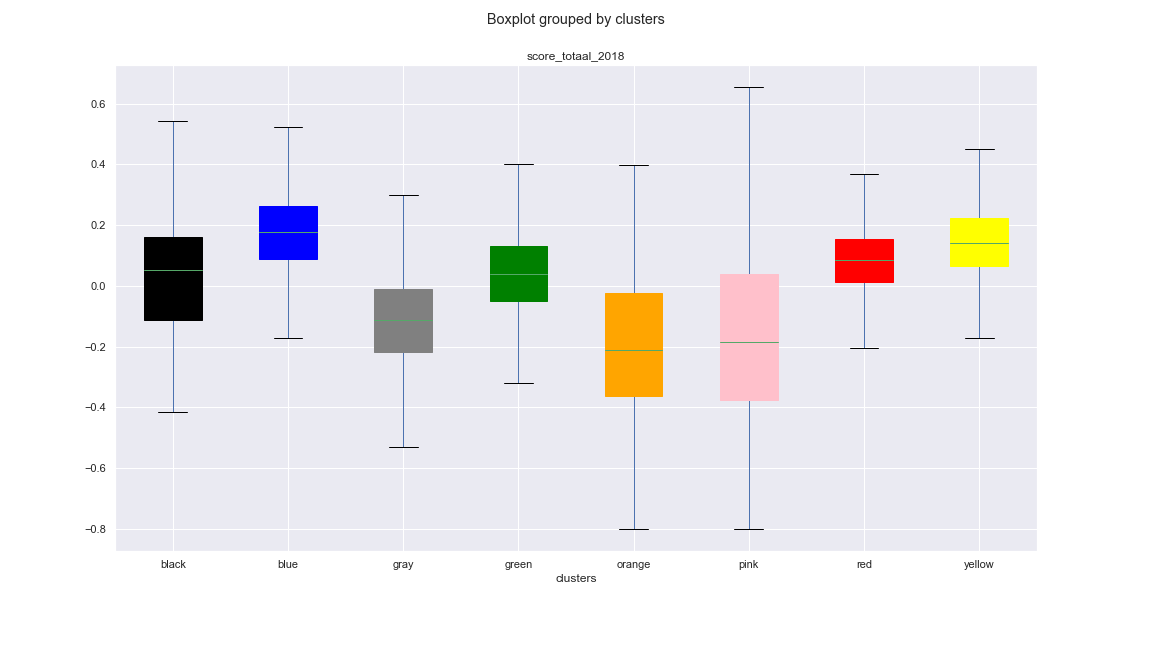 Boxplot grouped by clusters
score_totaal_2018
0.6
0.4
0.2
0.0
−0.2
−0.4
−0.6
−0.8
black blue gray green orange pink red yellow
clusters